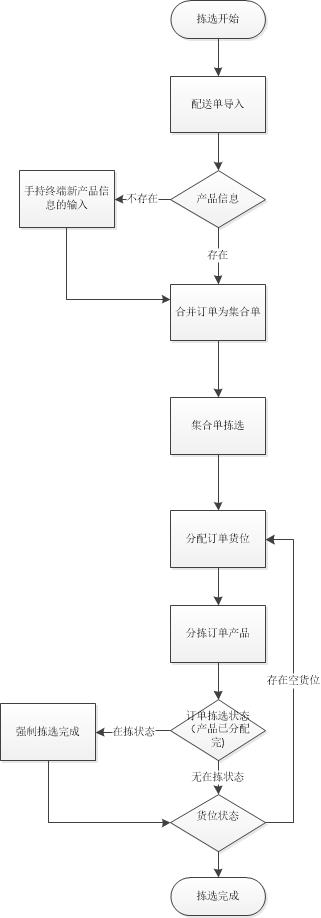 拣选开始
配送单导入
手持终端新产品信
息的输入
不存在
产品信息
存在
合并订单为集合单
集合单拣选
分配订单货位
分拣订单产品
存在空货位
订单拣选状态
（产品已分配
完）
强制拣选完成
在拣状态
无在拣状态
货位状态
拣选完成